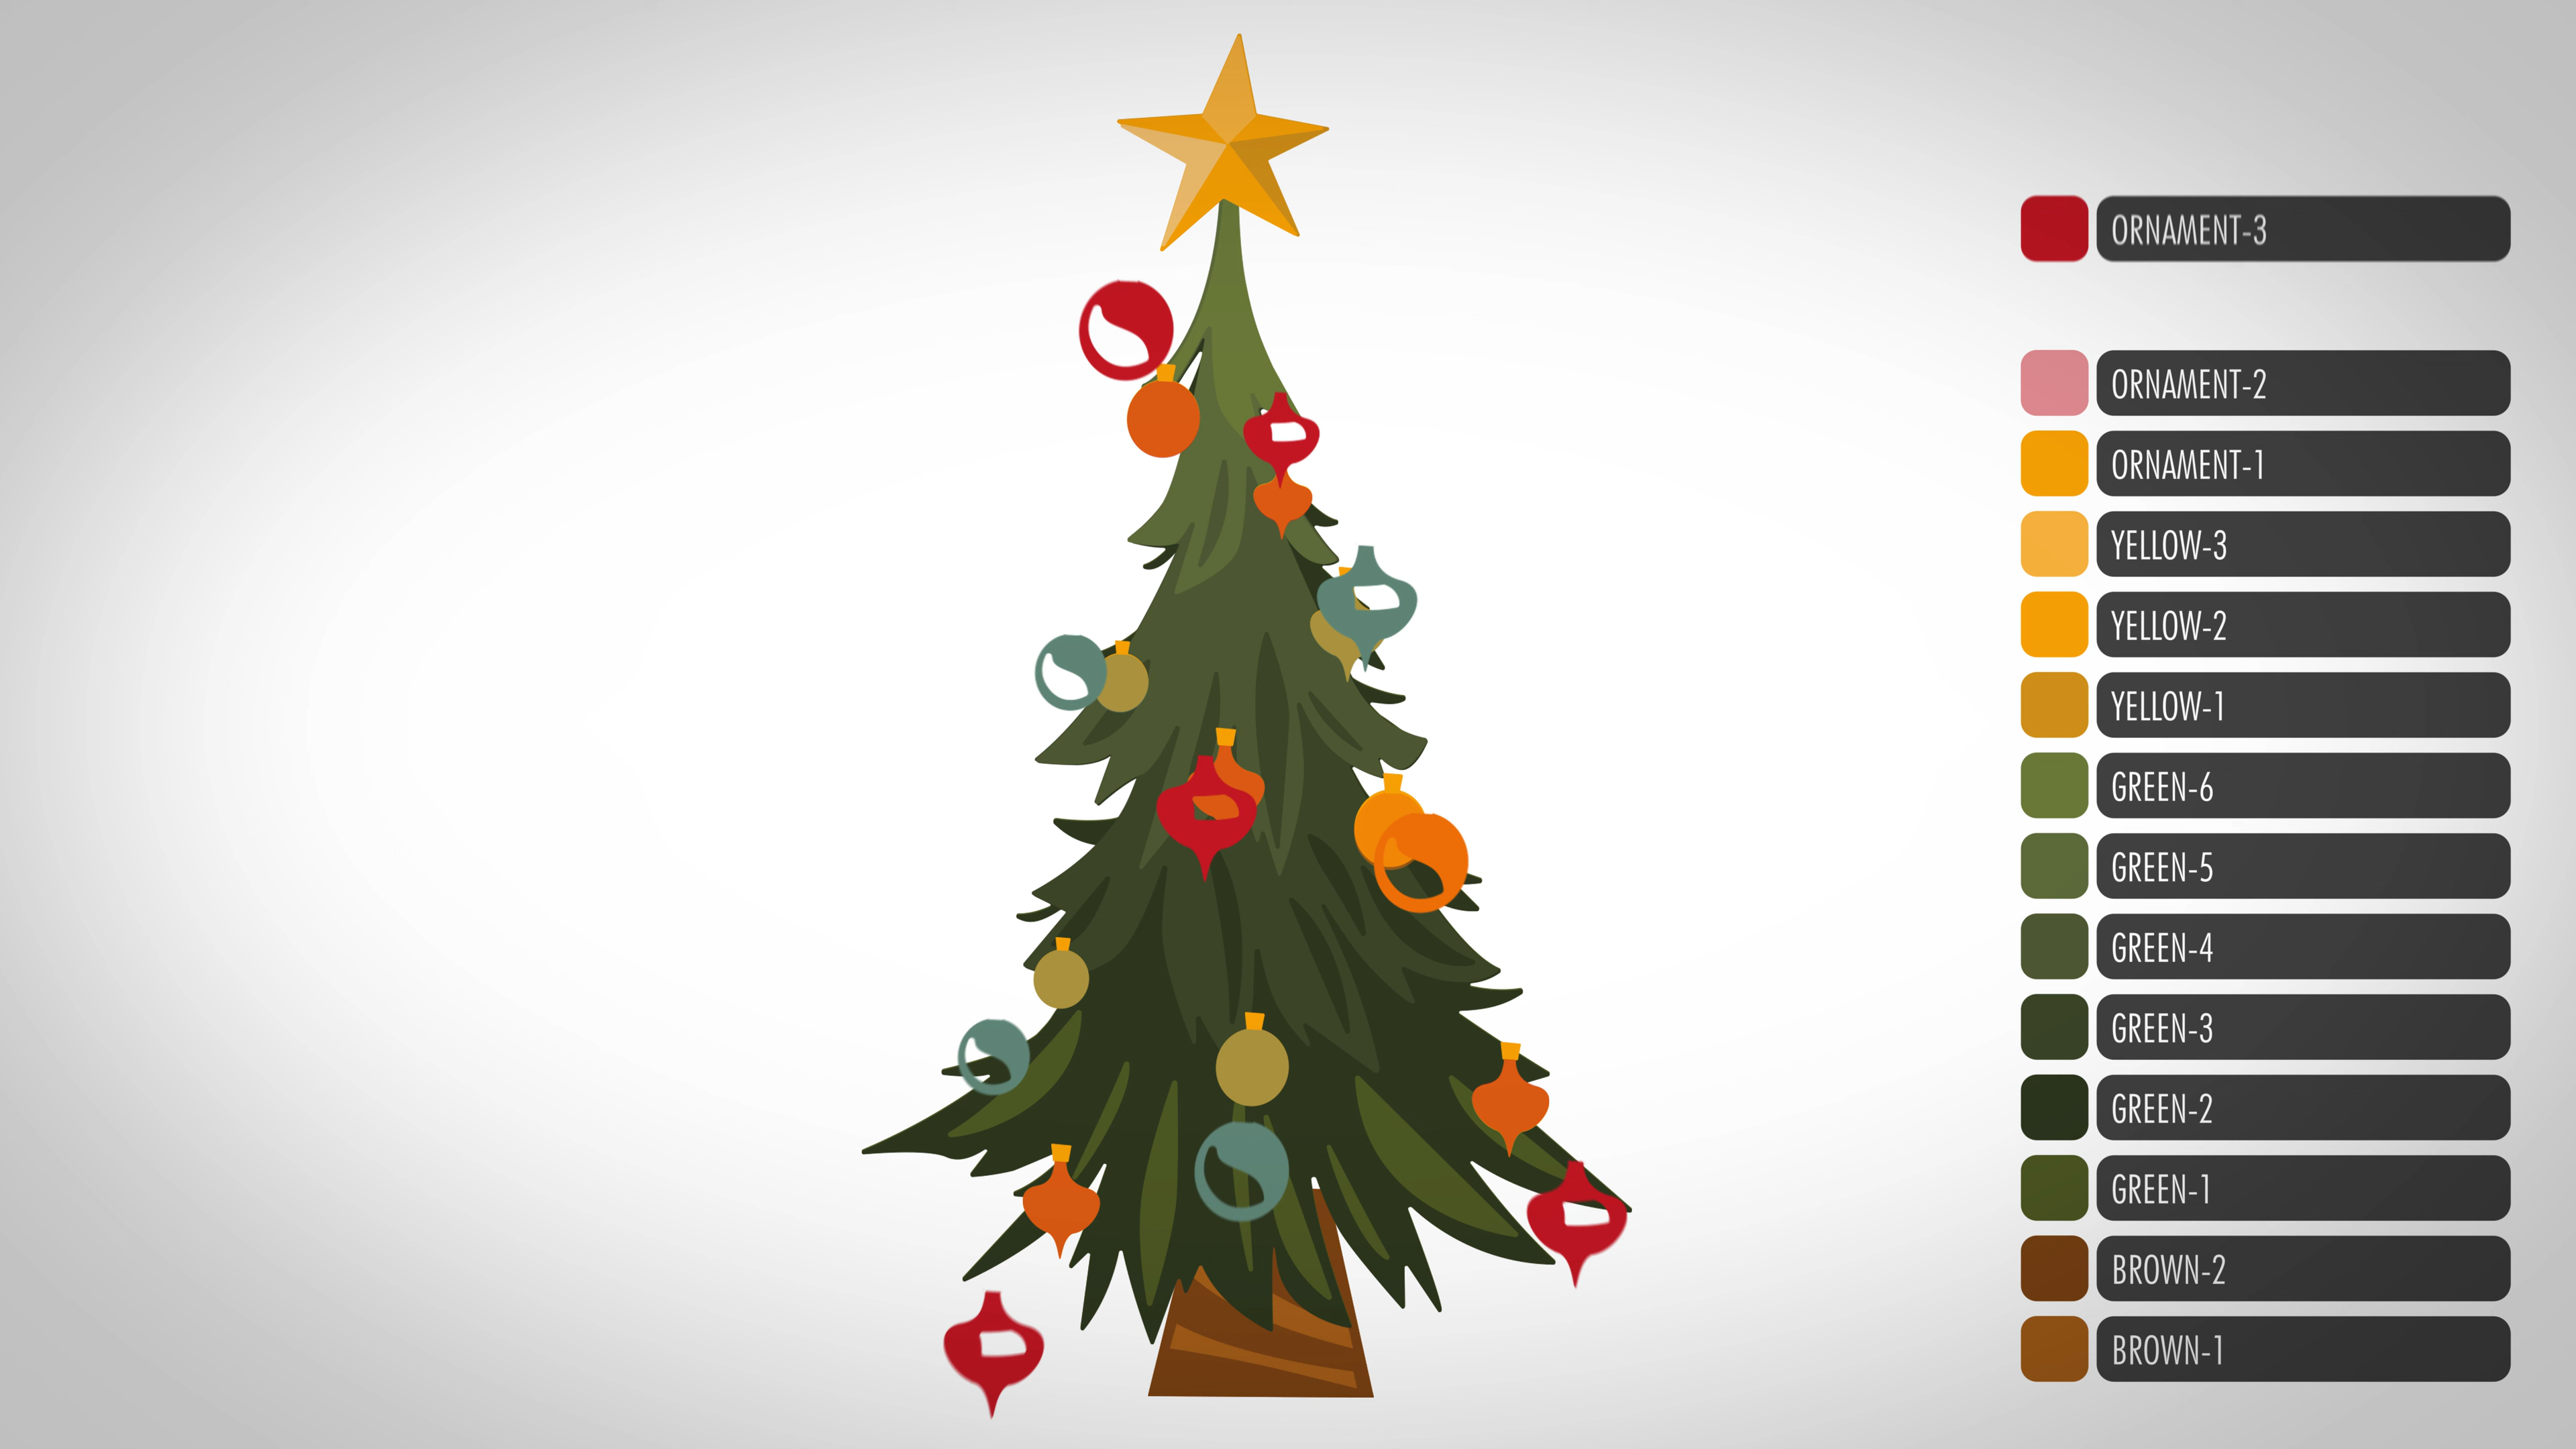 ORNAMENT-3
ORNAMENT-2
ORNAMENT-1
YELLOW-3
YELLOW-2
YELLOW-1
GREEN-6
GREEN-5
GREEN-4
GREEN-3
GREEN-2
GREEN-1
BROWN-2
BROWN-1